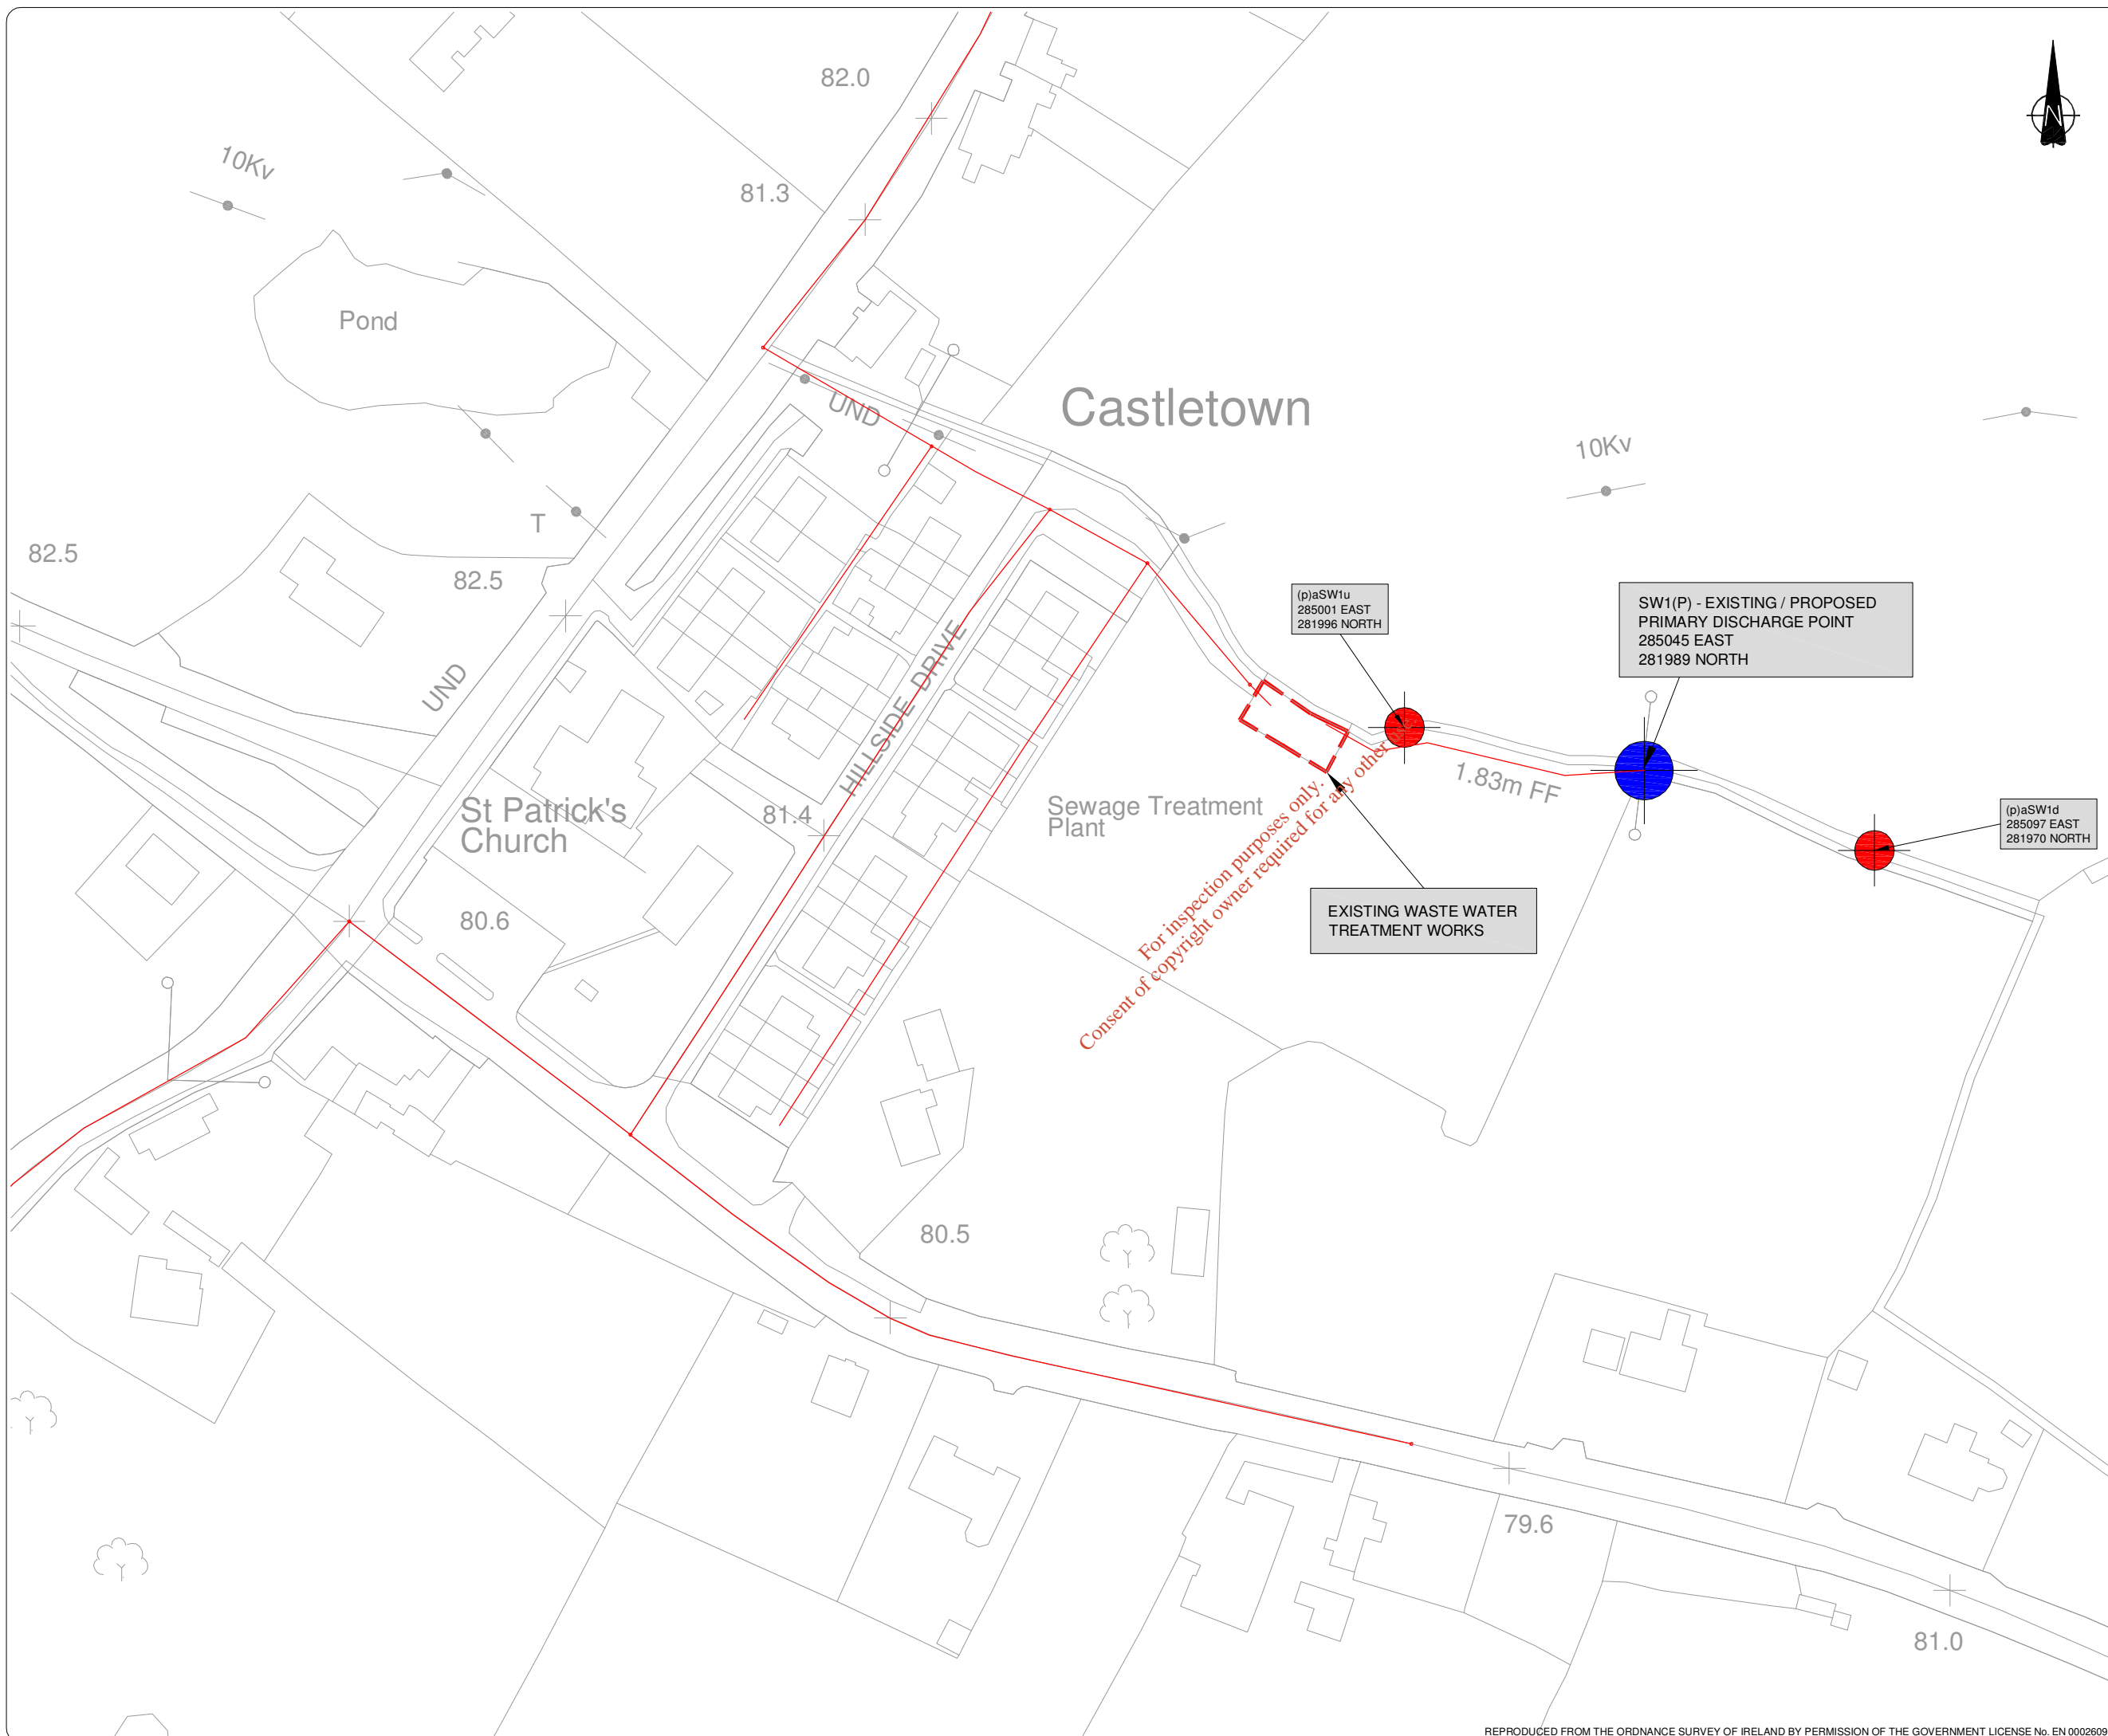 82.0
10Kv
81.3
Pond
N
UND
Castletown
10Kv
T
82.5
82.5
UND
HILLSIDE DRIVE
(p)aSW1u
285001 EAST
281996 NORTH
SW1(P) - EXISTING / PROPOSED
PRIMARY DISCHARGE POINT
285045 EAST
281989 NORTH
1.83m FF
(p)aSW1d
285097 EAST
281970 NORTH
St Patrick's
Church
81.4
Sewage Treatment
Plant
80.6
EXISTING WASTE WATER
TREATMENT WORKS
For inspection purposes only.
Consent of copyright owner required for any other
80.5
79.6
81.0
REPRODUCED FROM THE ORDNANCE SURVEY OF IRELAND BY PERMISSION OF THE GOVERNMENT LICENSE No. EN 0002609